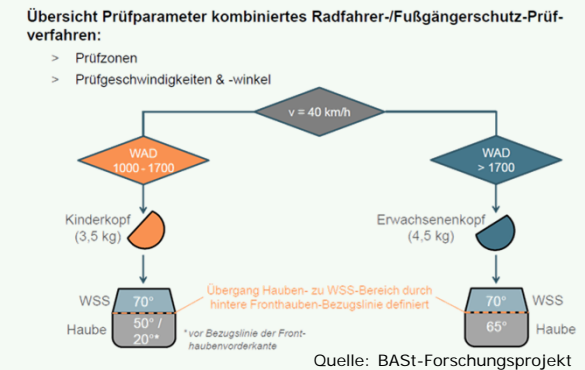 Übersicht Prüfparameter kombiniertes Radfahrer-/Fußgängerschutz-Prüf-
verfahren:
> Prüfzonen
> Prüfgeschwindigkeiten & -winkel
v = 40 km/h
WAD
1000 - 1700
WAD
> 1700
Kinderkopf
(3,5 kg)
Erwachsenenkopf
(4,5 kg)
Übergang Hauben- zu WSS-Bereich durch
hintere Fronthauben-Bezugslinie definiert
WSS 70°
70° WSS
Haube 50° /
20°*
65° Haube
* vor Bezugslinie der Front-
haubenvorderkante
Quelle: BASt-Forschungsprojekt